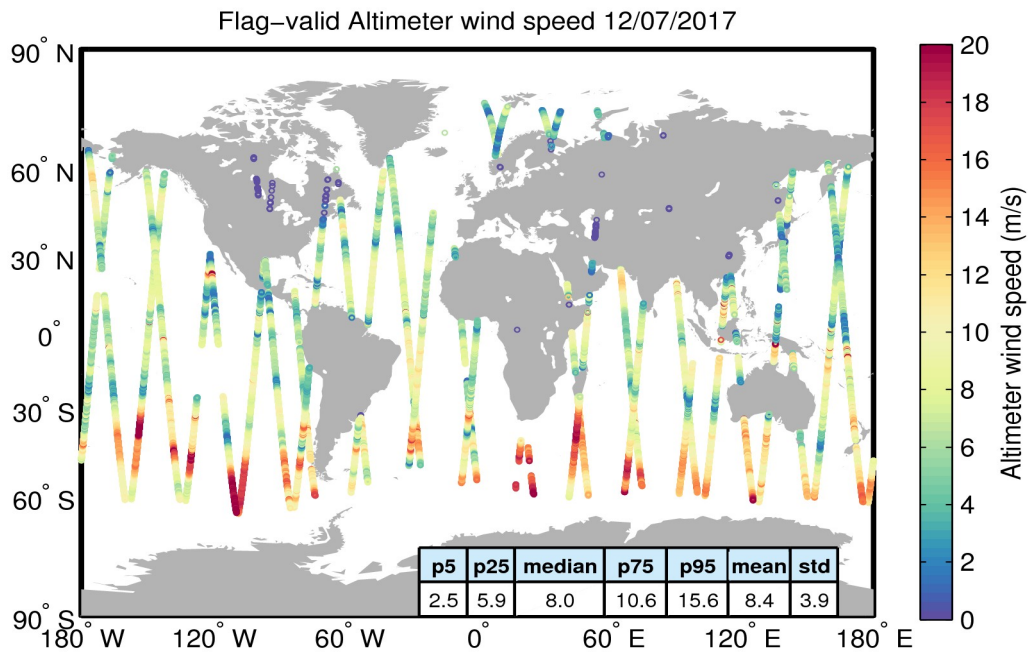 Flag−valid Altimeter wind speed 12/07/2017
90° N
60° N
30° N
0°
30° S
60° S
90° S
180° W
120° W
60° W
0°
60° E
120° E
180° E
p5 p25 median p75 p95 mean std
2.5 5.9 8.0 10.6 15.6 8.4 3.9
20
18
16
14
12
10
8
6
4
2
0
Altimeter wind speed (m/s)